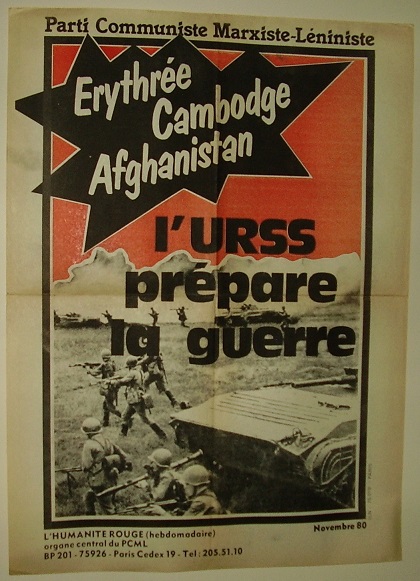 Parti Communiste Marxiste-Léniniste
Erythrée
Cambodge
Afghanistan
l'URSS
prépare
la guerre
L'HUMANITE ROUGE (hebdomadaire)
organe central du PCML
BP 201 - 75926 - Paris Cedex 19 - Tel: 205.51.10
Novembre 80